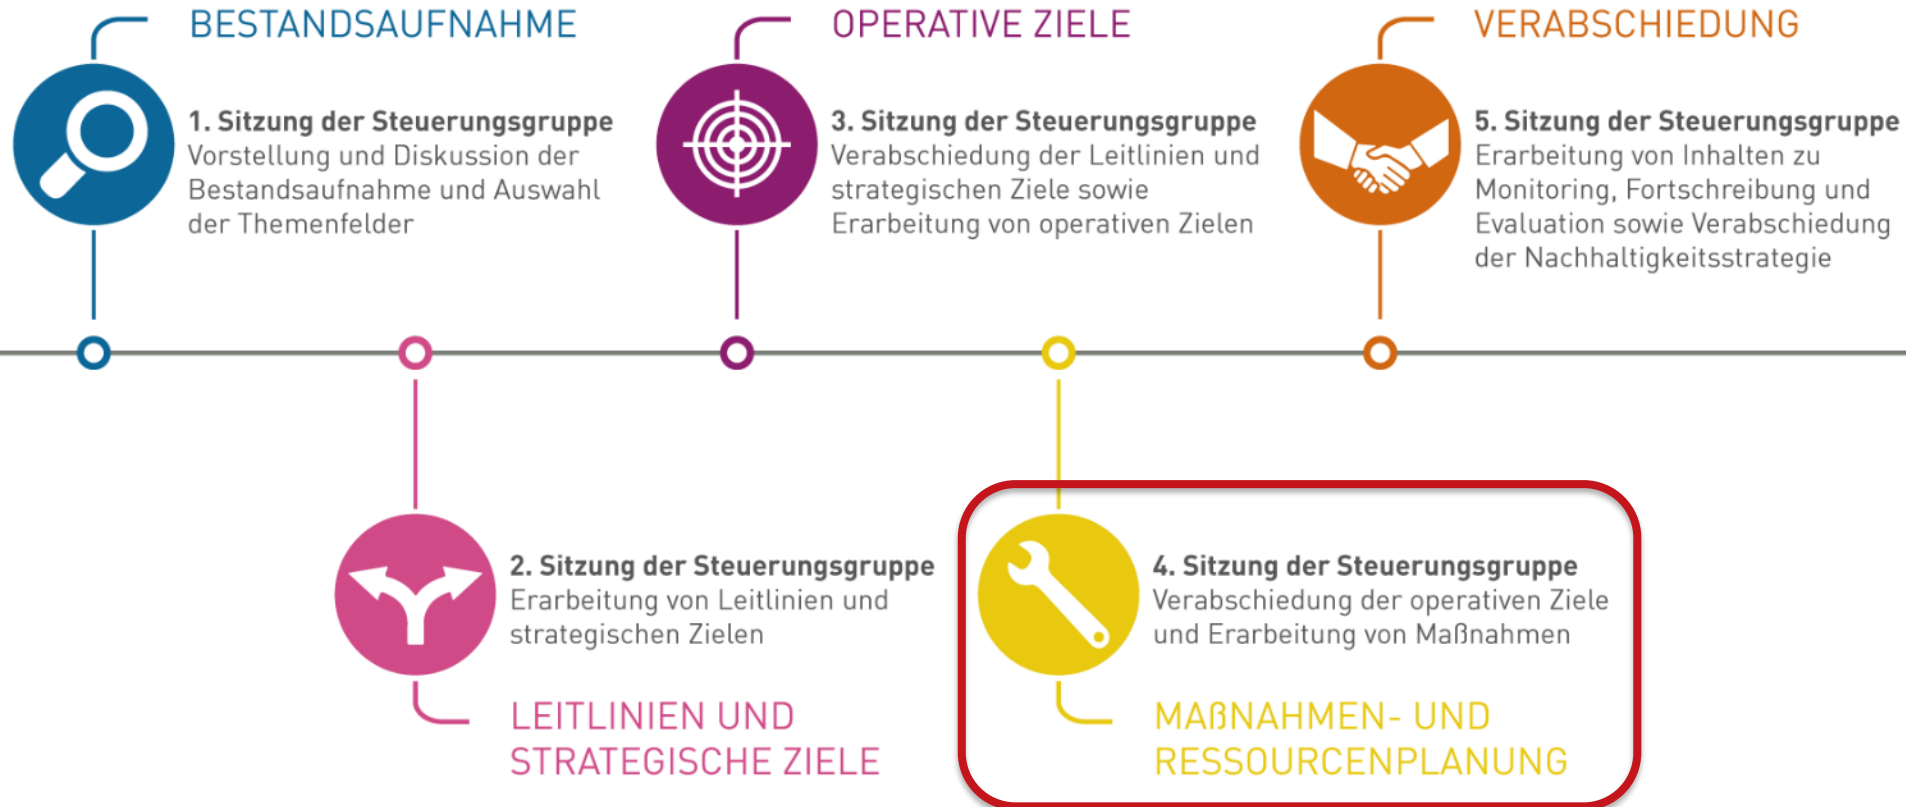 BESTANDSAUFNAHME
1. Sitzung der Steuerungsgruppe
Vorstellung und Diskussion der
Bestandsaufnahme und Auswahl
der Themenfelder
LEITLINIEN UND
STRATEGISCHE ZIELE
2. Sitzung der Steuerungsgruppe
Erarbeitung von Leitlinien und
strategischen Zielen
OPERATIVE ZIELE
3. Sitzung der Steuerungsgruppe
Verabschiedung der Leitlinien und
strategischen Ziele sowie
Erarbeitung von operativen Zielen
4. Sitzung der Steuerungsgruppe
Verabschiedung der operativen Ziele
und Erarbeitung von Maßnahmen
MAßNAHMEN- UND
RESSOURCENPLANUNG
VERABSCHIEDUNG
5. Sitzung der Steuerungsgruppe
Erarbeitung von Inhalten zu
Monitoring, Fortschreibung und
Evaluation sowie Verabschiedung
der Nachhaltigkeitsstrategie